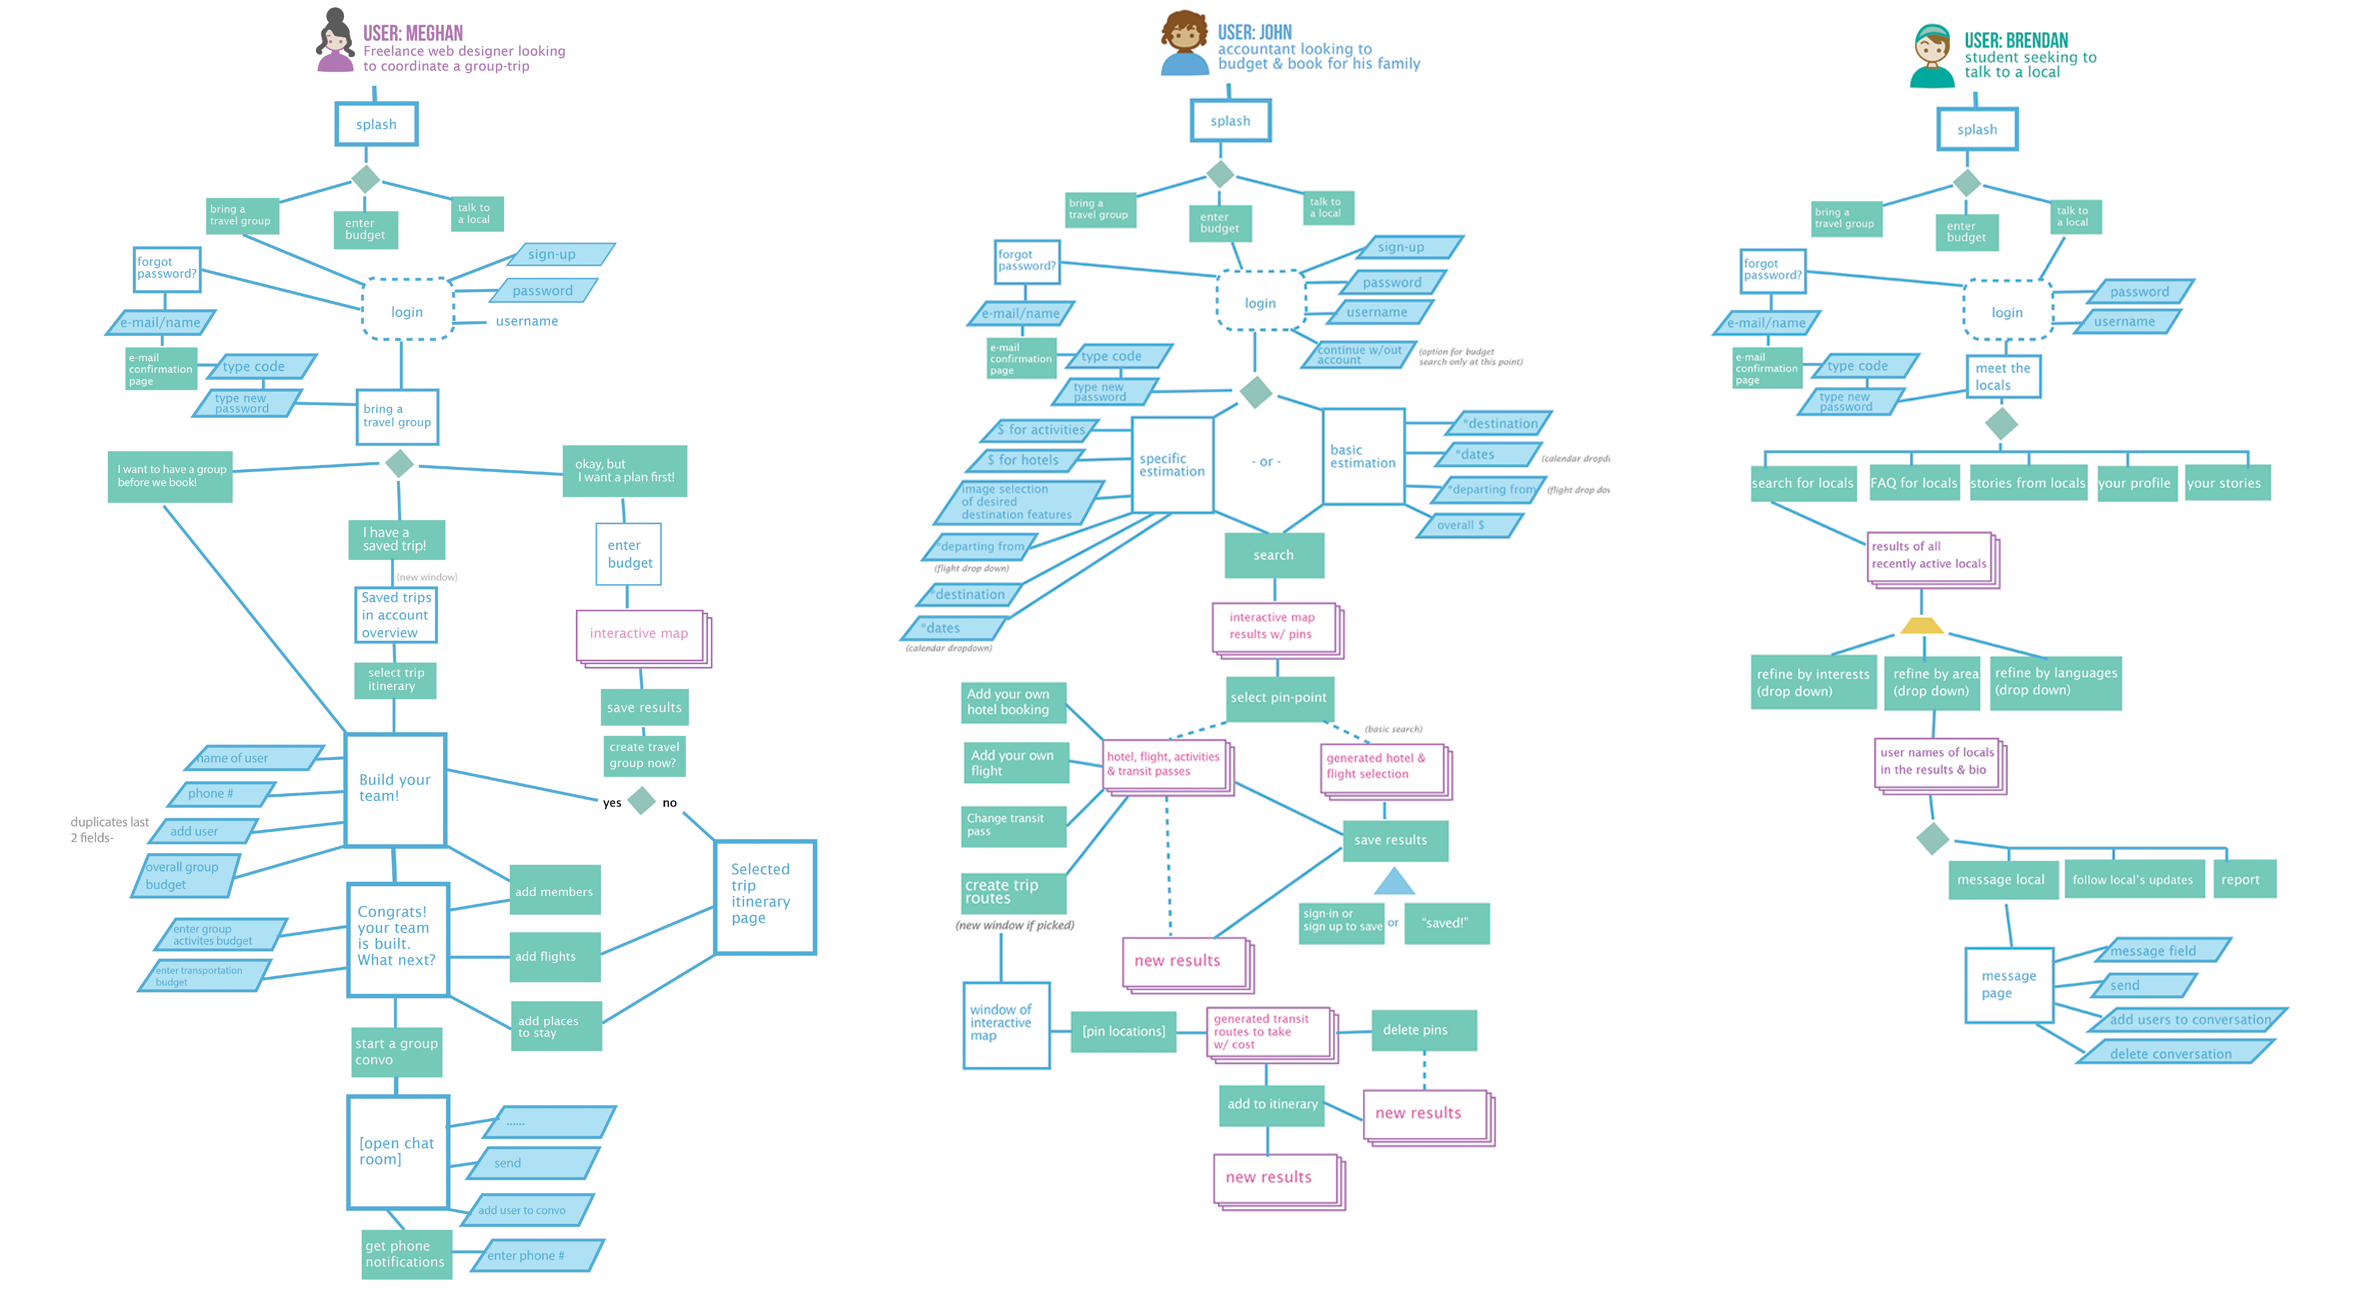 USER: MEGHAN
Freelance web designer looking
to coordinate a group-trip
splash
bring a
travel group
enter
budget
talk to
a local
forgot
password?
sign-up
password
username
login
e-mail/name
e-mail
confirmation
page
type code
type new
password
bring a
travel group
I want to have a group
before we book!
okay, but
I want a plan first!
I have a
saved trip!
(new window)
Saved trips
in account
overview
select trip
itinerary
enter
budget
interactive map
save results
create travel
group now?
yes
no
name of user
phone #
duplicates last
2 fields-
add user
overall group
budget
Build your
team!
Selected
trip
itinerary
page
Congrats!
your team
is built.
What next?
enter group
activites budget
enter transportation
budget
add members
add flights
add places
to stay
start a group
convo
[open chat
room]
......
send
add user to convo
get phone
notifications
enter phone #
USER: JOHN
accountant looking to
budget & book for his family
splash
bring a
travel group
enter
budget
talk to
a local
forgot
password?
sign-up
password
username
login
continue w/out
account
(option for budget
search only at this point)
e-mail/name
e-mail
confirmation
page
type code
type new
password
$ for activities
$ for hotels
image selection
of desired
destination features
*departing from
(flight drop down)
*destination
*dates
(calendar dropdown)
specific
estimation
- or -
basic
estimation
*destination
*dates
(calendar dropd
*departing from
(flight drop dow
overall $
search
interactive map
results w/ pins
select pin-point
(basic search)
Add your own
hotel booking
Add your own
flight
Change transit
pass
create trip
routes
(new window if picked)
hotel, flight, activities
& transit passes
generated hotel &
flight selection
save results
sign-in or
sign up to save
or
"saved!"
new results
window of
interactive
map
[pin locations]
generated transit
routes to take
w/ cost
delete pins
add to itinerary
new results
new results
USER: BRENDAN
student seeking to
talk to a local
splash
bring a
travel group
enter
budget
talk to
a local
forgot
password?
password
username
login
e-mail/name
e-mail
confirmation
page
type code
type new
password
meet the
locals
search for locals
FAQ for locals
stories from locals
your profile
your stories
results of all
recently active locals
refine by interests
(drop down)
refine by area
(drop down)
refine by languages
(drop down)
user names of locals
in the results & bio
message local
follow local's updates
report
message
page
message field
send
add users to conversation
delete conversation